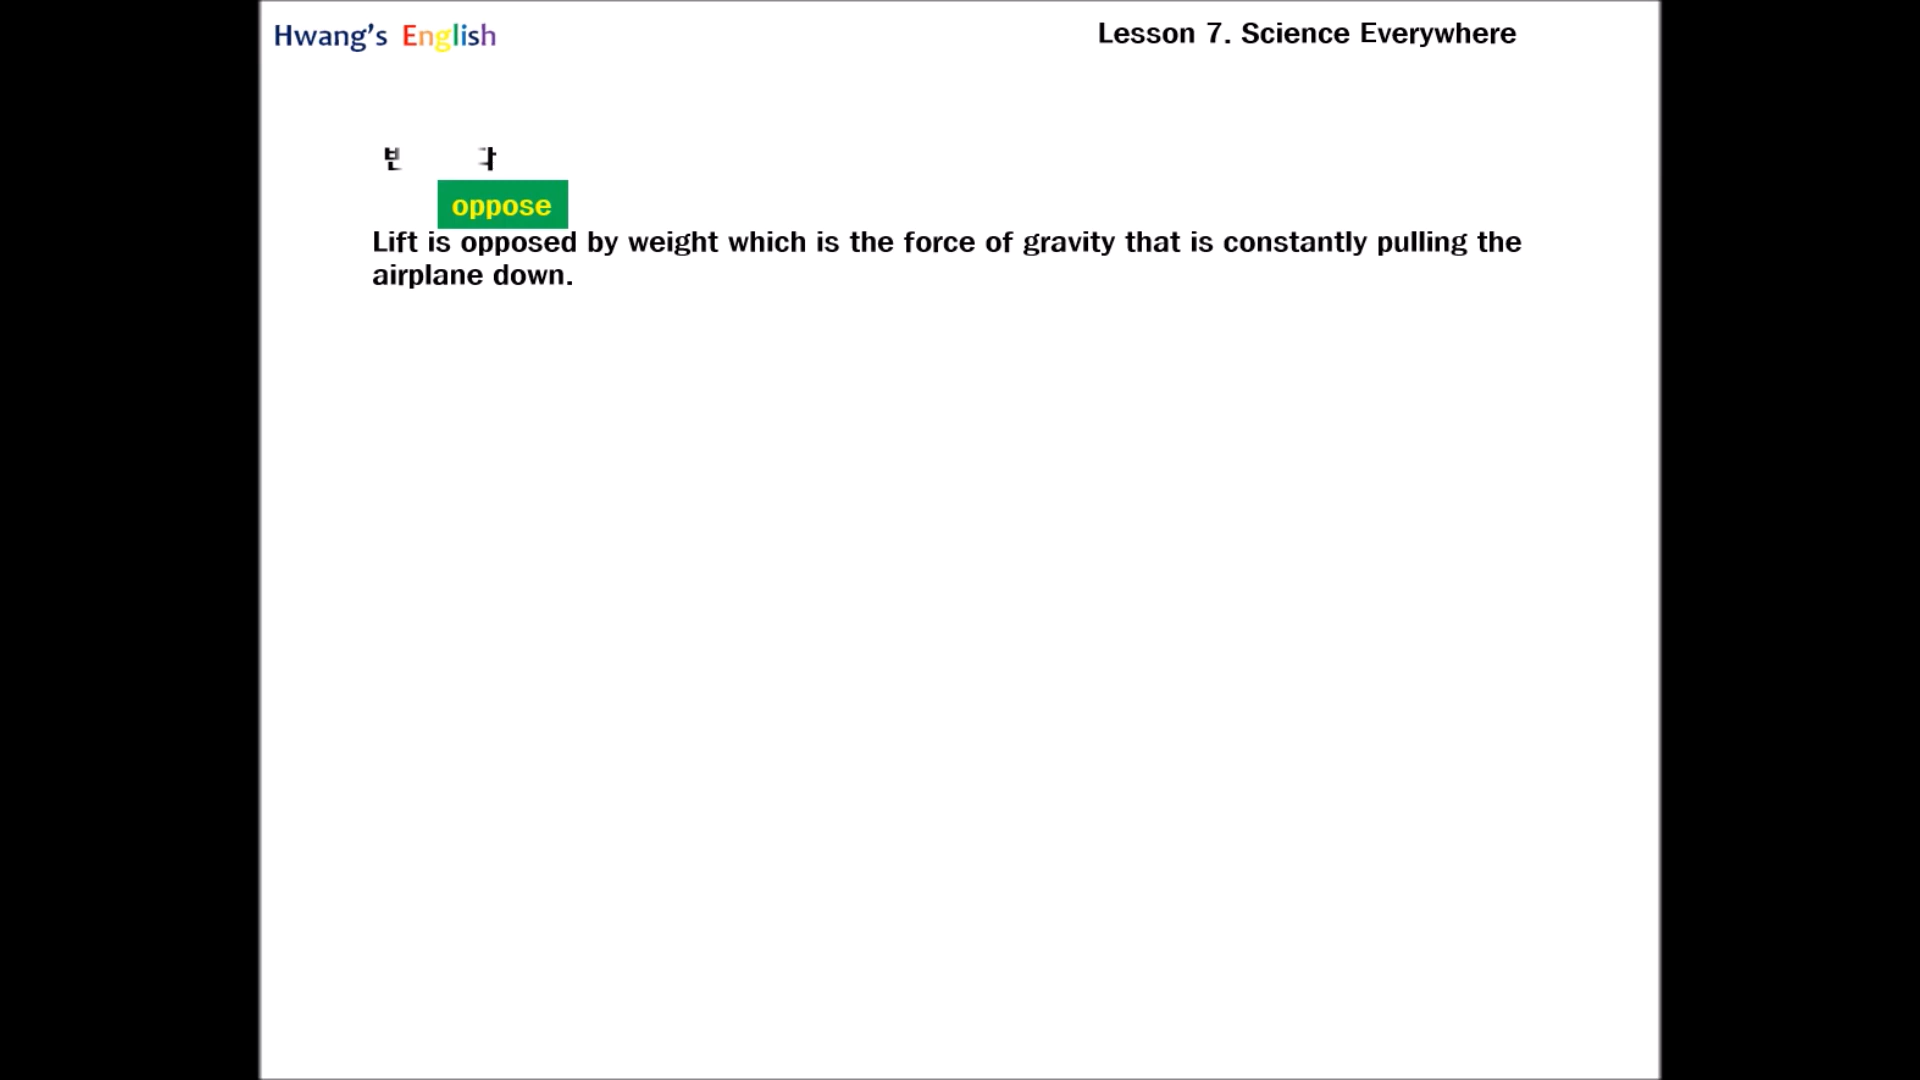 Hwang's English
Lesson 7. Science Everywhere
oppose
Lift is opposed by weight which is the force of gravity that is constantly pulling the
airplane down.